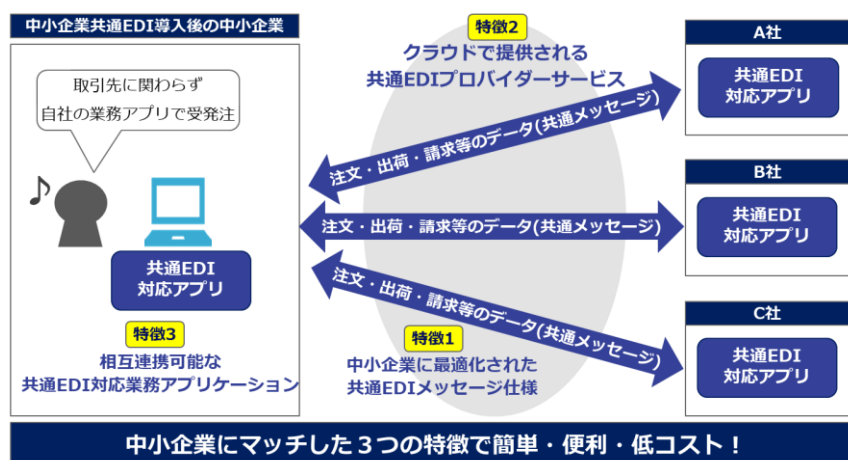 中小企業共通EDI導入後の中小企業
取引先に関わらず
自社の業務アプリで受発注
共通EDI
対応アプリ
特徴3
相互連携可能な
共通EDI対応業務アプリケーション
特徴2
クラウドで提供される
共通EDIプロバイダーサービス
注文・出荷・請求等のデータ(共通メッセージ)
注文・出荷・請求等のデータ(共通メッセージ)
注文・出荷・請求等のデータ(共通メッセージ)
特徴1
中小企業に最適化された
共通EDIメッセージ仕様
A社
共通EDI
対応アプリ
B社
共通EDI
対応アプリ
C社
共通EDI
対応アプリ
中小企業にマッチした３つの特徴で簡単・便利・低コスト！